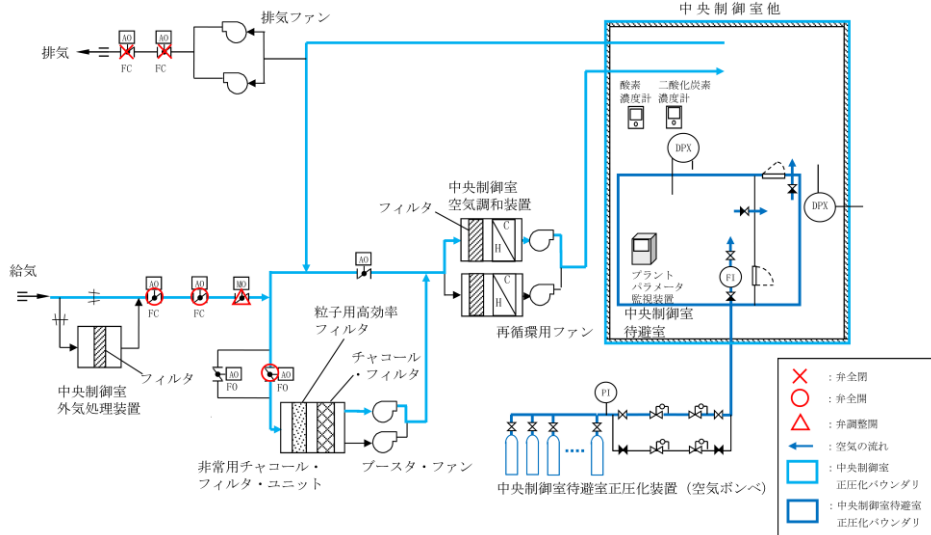 中央制御室他
排気ファン
AO
AO
排気
FC
FC
酸素
濃度計
二酸化炭素
濃度計
DPX
DPX
中央制御室
空気調和装置
フィルタ
C
H
C
H
AO
給気
AO
AO
MO
FC
FC
プラント
パラメータ
監視装置
FI
中央制御室
待避室
再循環用ファン
粒子用高効率
フィルタ
チャコール
・フィルタ
AO
FO
AO
FO
フィルタ
中央制御室
外気処理装置
PI
ブースタ・ファン
非常用チャコール・
フィルタ・ユニット
中央制御室待避室正圧化装置（空気ボンベ）
：弁全閉
：弁全開
：弁調整開
：空気の流れ
：中央制御室
正圧化バウンダリ
：中央制御室待避室
正圧化バウンダリ